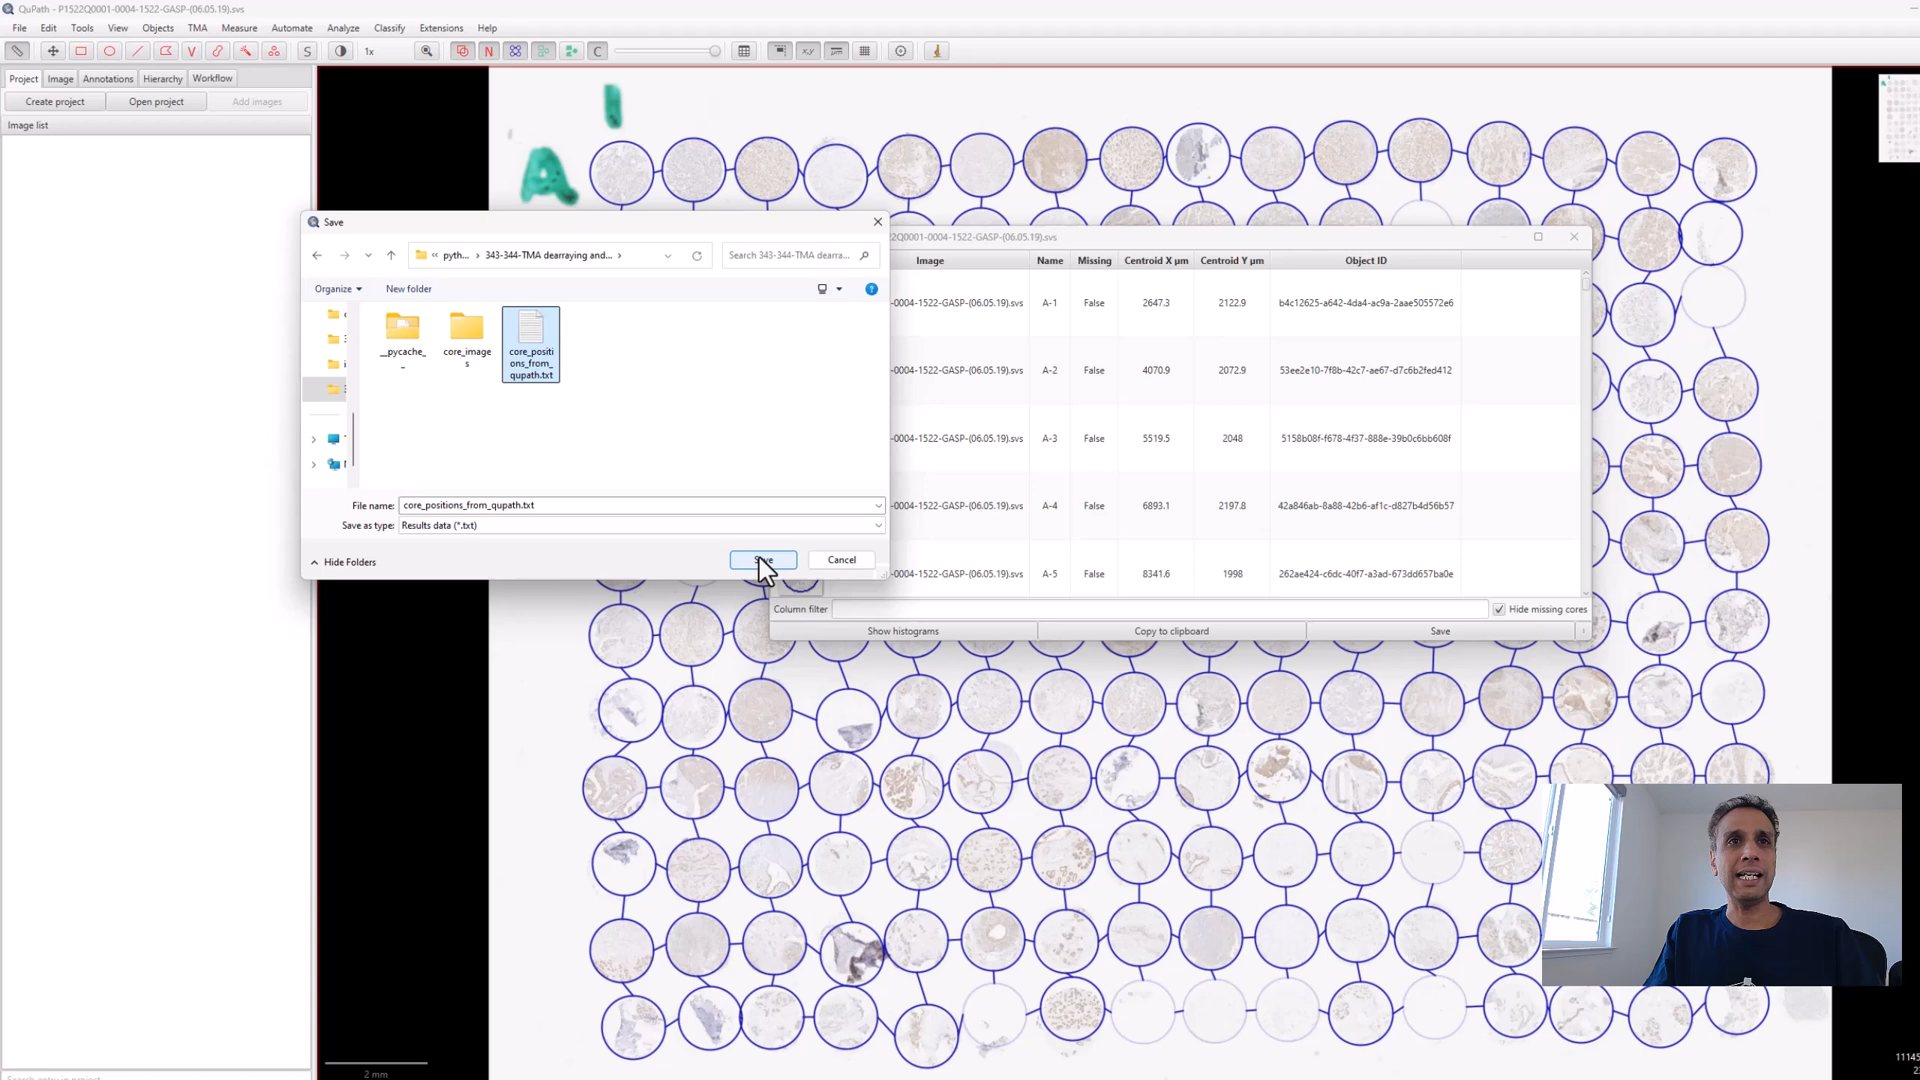 QuPath - P1522Q0001-0004-1522-GASP-(06.05.19).svs
File Edit Tools View Objects TMA Measure Automate Analyze Classify Extensions Help
1x
N S C x,y
Project Image Annotations Hierarchy Workflow
Create project Open project Add images
Image list
I
A
Save
pyth... › 343-344-TMA dearraying and... ›
Search 343-344-TMA dearra...
Organize New folder
__pycache_
_
core_image
s
core_positi
ons_from_
qupath.txt
File name: core_positions_from_qupath.txt
Save as type: Results data (*.txt)
Hide Folders Save Cancel
22Q0001-0004-1522-GASP-(06.05.19).svs
Image Name Missing Centroid X µm Centroid Y µm Object ID
-0004-1522-GASP-(06.05.19).svs A-1 False 2647.3 2122.9 b4c12625-a642-4da4-ac9a-2aae505572e6
-0004-1522-GASP-(06.05.19).svs A-2 False 4070.9 2072.9 53ee2e10-7f8b-42c7-ae67-d7c6b2fed412
-0004-1522-GASP-(06.05.19).svs A-3 False 5519.5 2048 5158b08f-f678-4f37-888e-39b0c6bb608f
-0004-1522-GASP-(06.05.19).svs A-4 False 6893.1 2197.8 42a846ab-8a88-42b6-af1c-d827b4d56b57
-0004-1522-GASP-(06.05.19).svs A-5 False 8341.6 1998 262ae424-c6dc-40f7-a3ad-673dd657ba0e
Column filter Hide missing cores
Show histograms Copy to clipboard Save
2 mm
11145